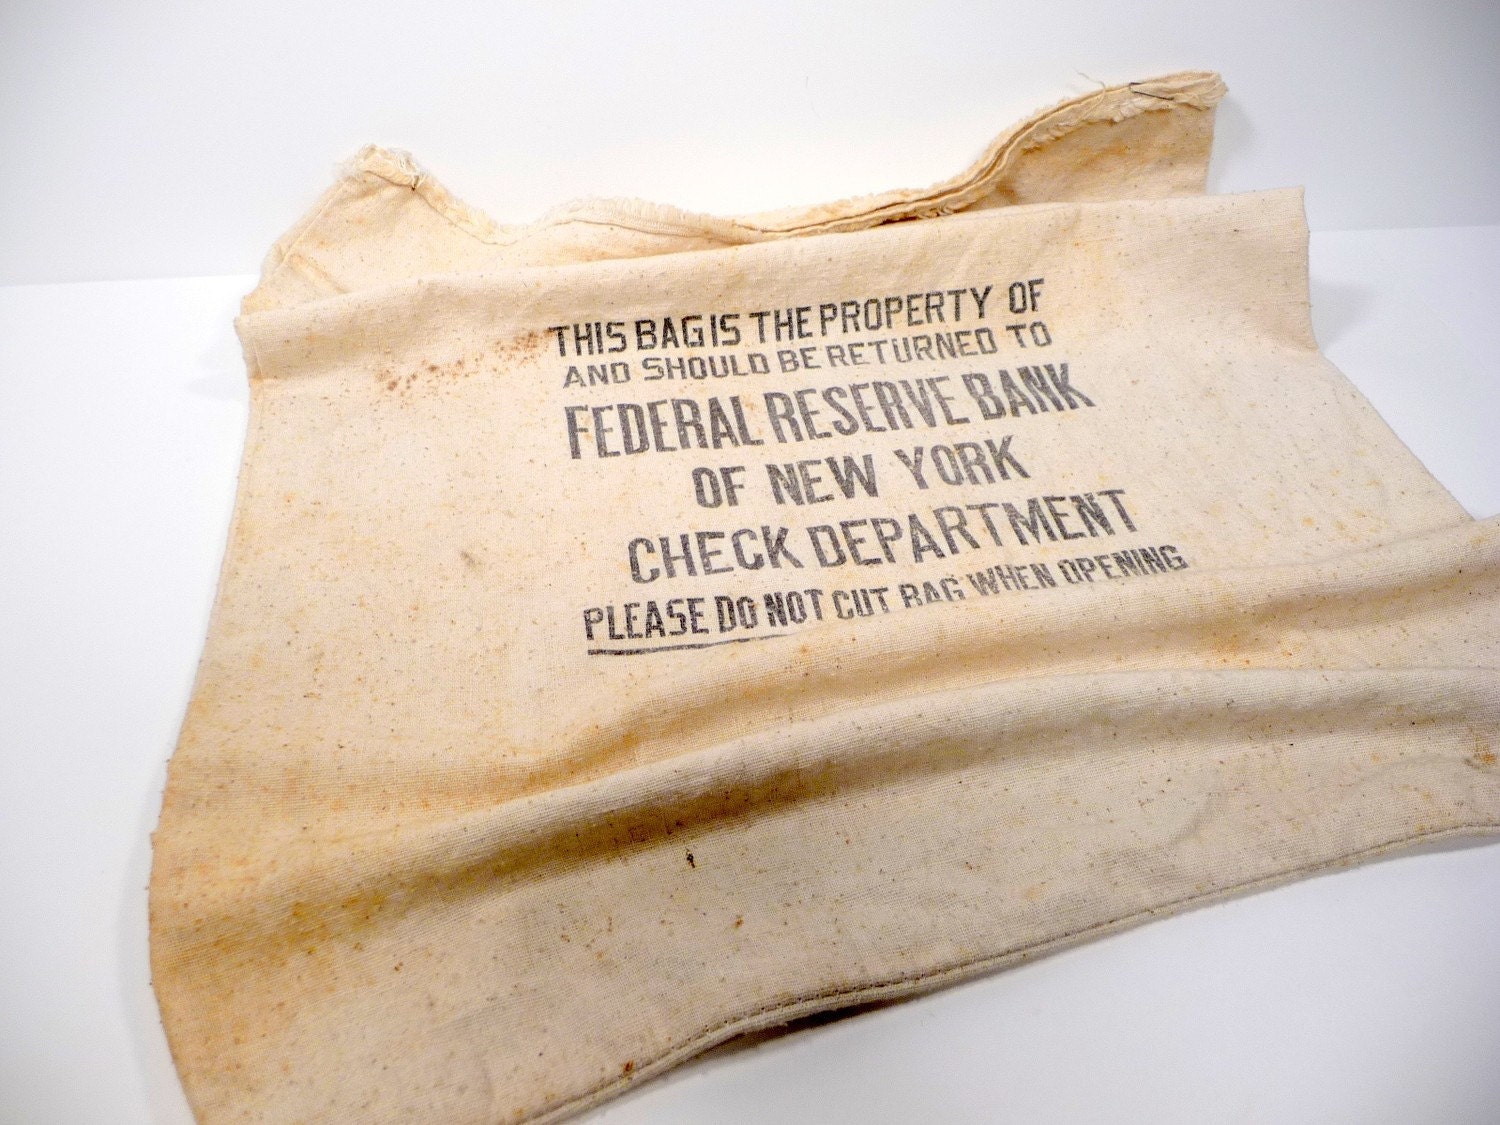 THIS BAG IS THE PROPERTY OF
AND SHOULD BE RETURNED TO
FEDERAL RESERVE BANK
OF NEW YORK
CHECK DEPARTMENT
PLEASE DO NOT CUT BAG WHEN OPENING